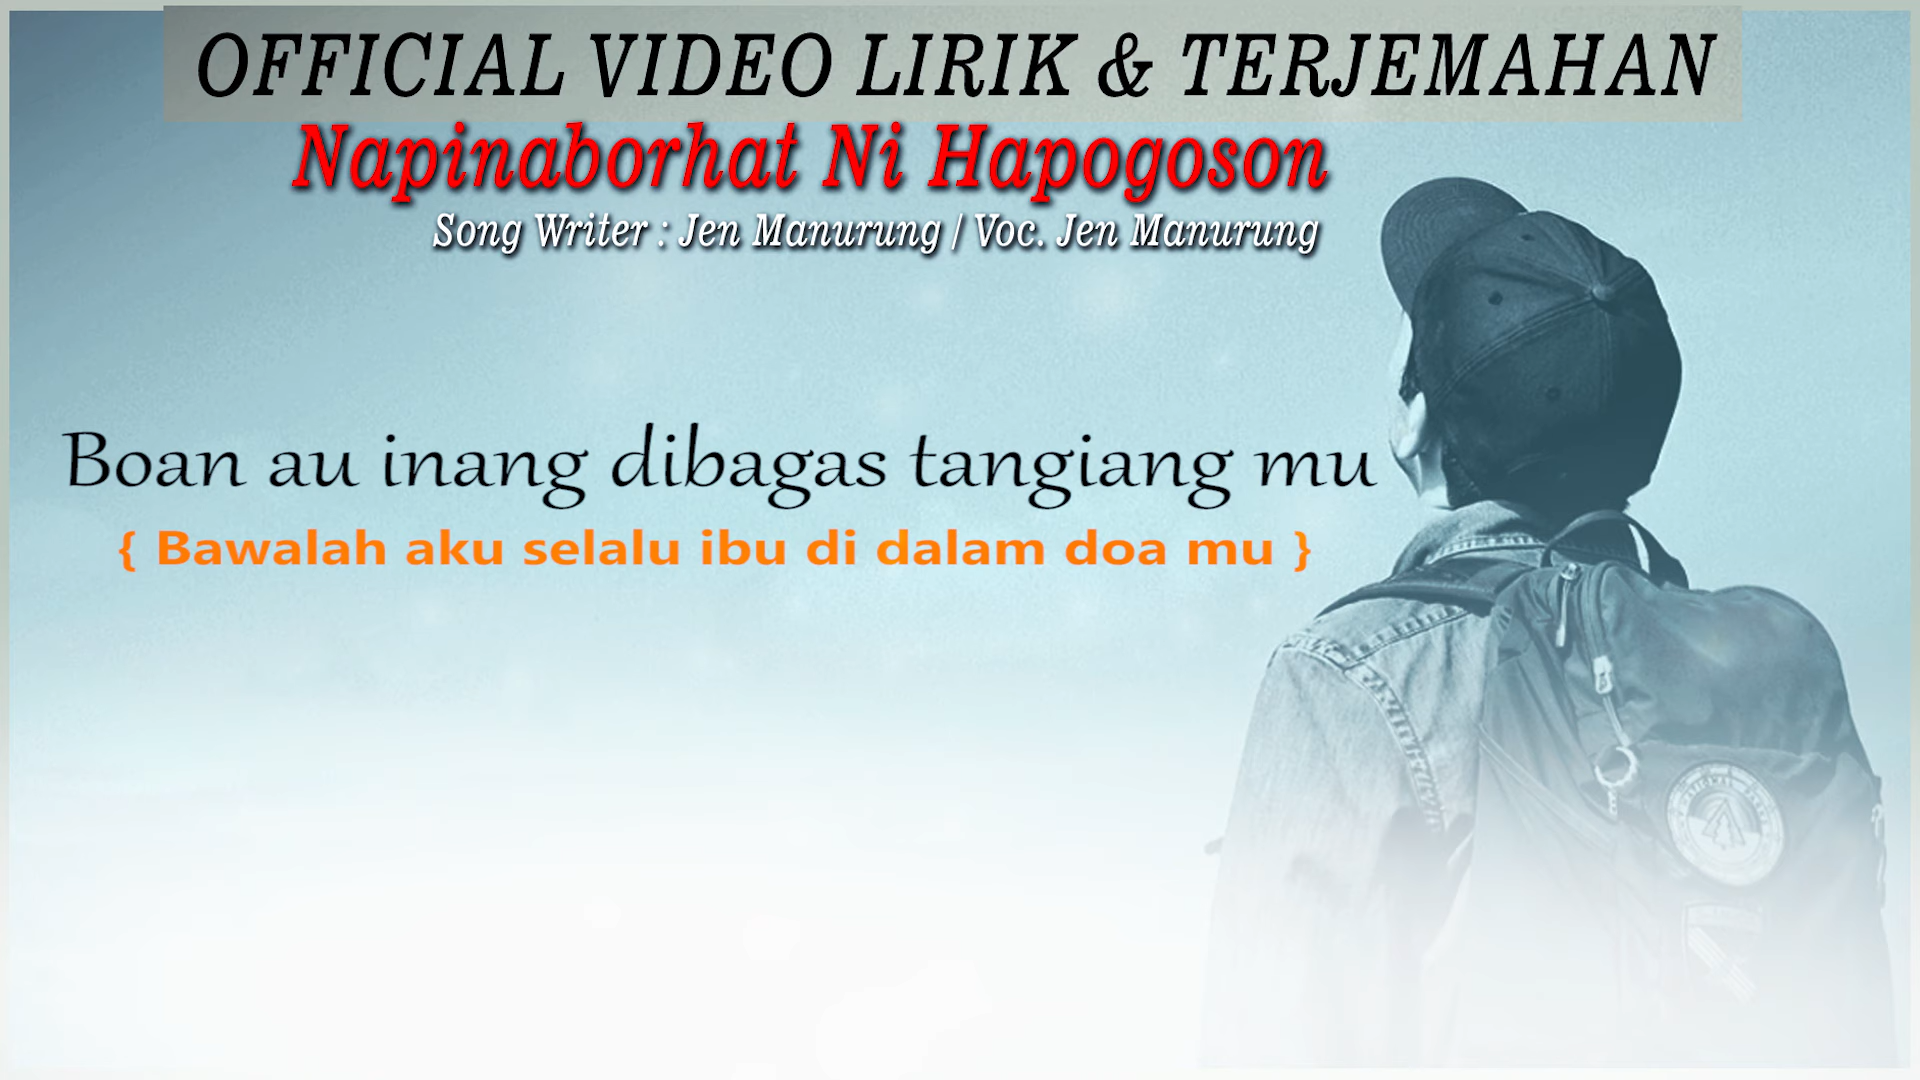 OFFICIAL VIDEO LIRIK & TERJEMAHAN
Napinaborhat Ni Hapogoson
Song Writer : Jen Manurung / Voc. Jen Manurung
Boan au inang dibagas tangiang mu
{ Bawalah aku selalu ibu di dalam doa mu }